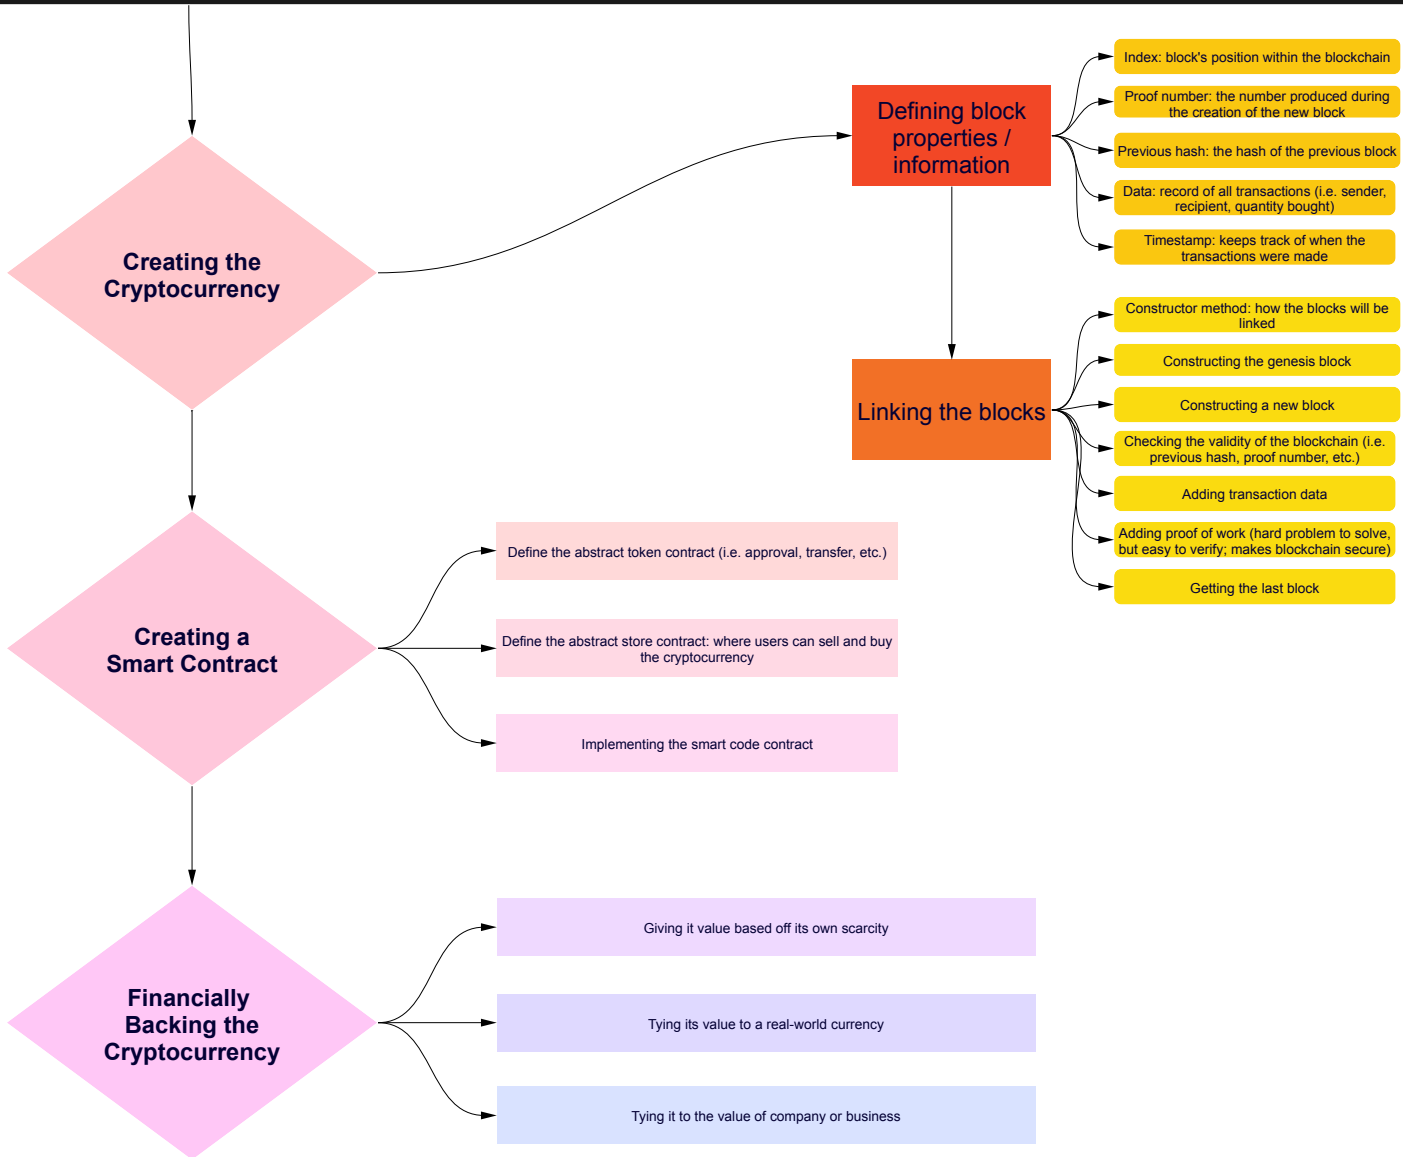 Creating the
Cryptocurrency
Defining block
properties /
information
Index: block's position within the blockchain
Proof number: the number produced during
the creation of the new block
Previous hash: the hash of the previous block
Data: record of all transactions (i.e. sender,
recipient, quantity bought)
Timestamp: keeps track of when the
transactions were made
Linking the blocks
Constructor method: how the blocks will be
linked
Constructing the genesis block
Constructing a new block
Checking the validity of the blockchain (i.e.
previous hash, proof number, etc.)
Adding transaction data
Adding proof of work (hard problem to solve,
but easy to verify; makes blockchain secure)
Getting the last block
Creating a
Smart Contract
Define the abstract token contract (i.e. approval, transfer, etc.)
Define the abstract store contract: where users can sell and buy
the cryptocurrency
Implementing the smart code contract
Financially
Backing the
Cryptocurrency
Giving it value based off its own scarcity
Tying its value to a real-world currency
Tying it to the value of company or business